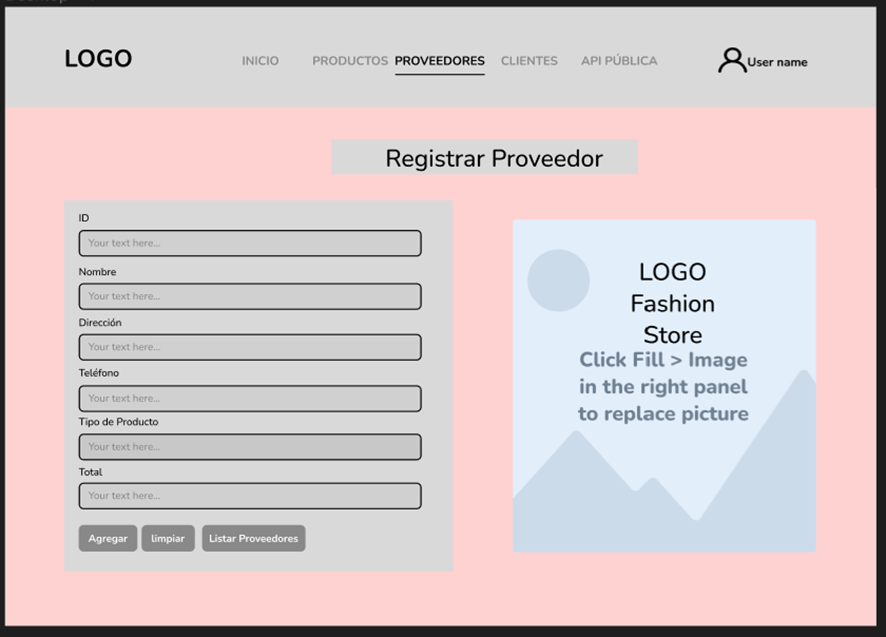 LOGO
INICIO PRODUCTOS PROVEEDORES CLIENTES API PÚBLICA
User name
Registrar Proveedor
ID
Your text here...
Nombre
Your text here...
Dirección
Your text here...
Teléfono
Your text here...
Tipo de Producto
Your text here...
Total
Your text here...
Agregar limpiar Listar Proveedores
LOGO
Fashion
Store
Click Fill > Image
in the right panel
to replace picture